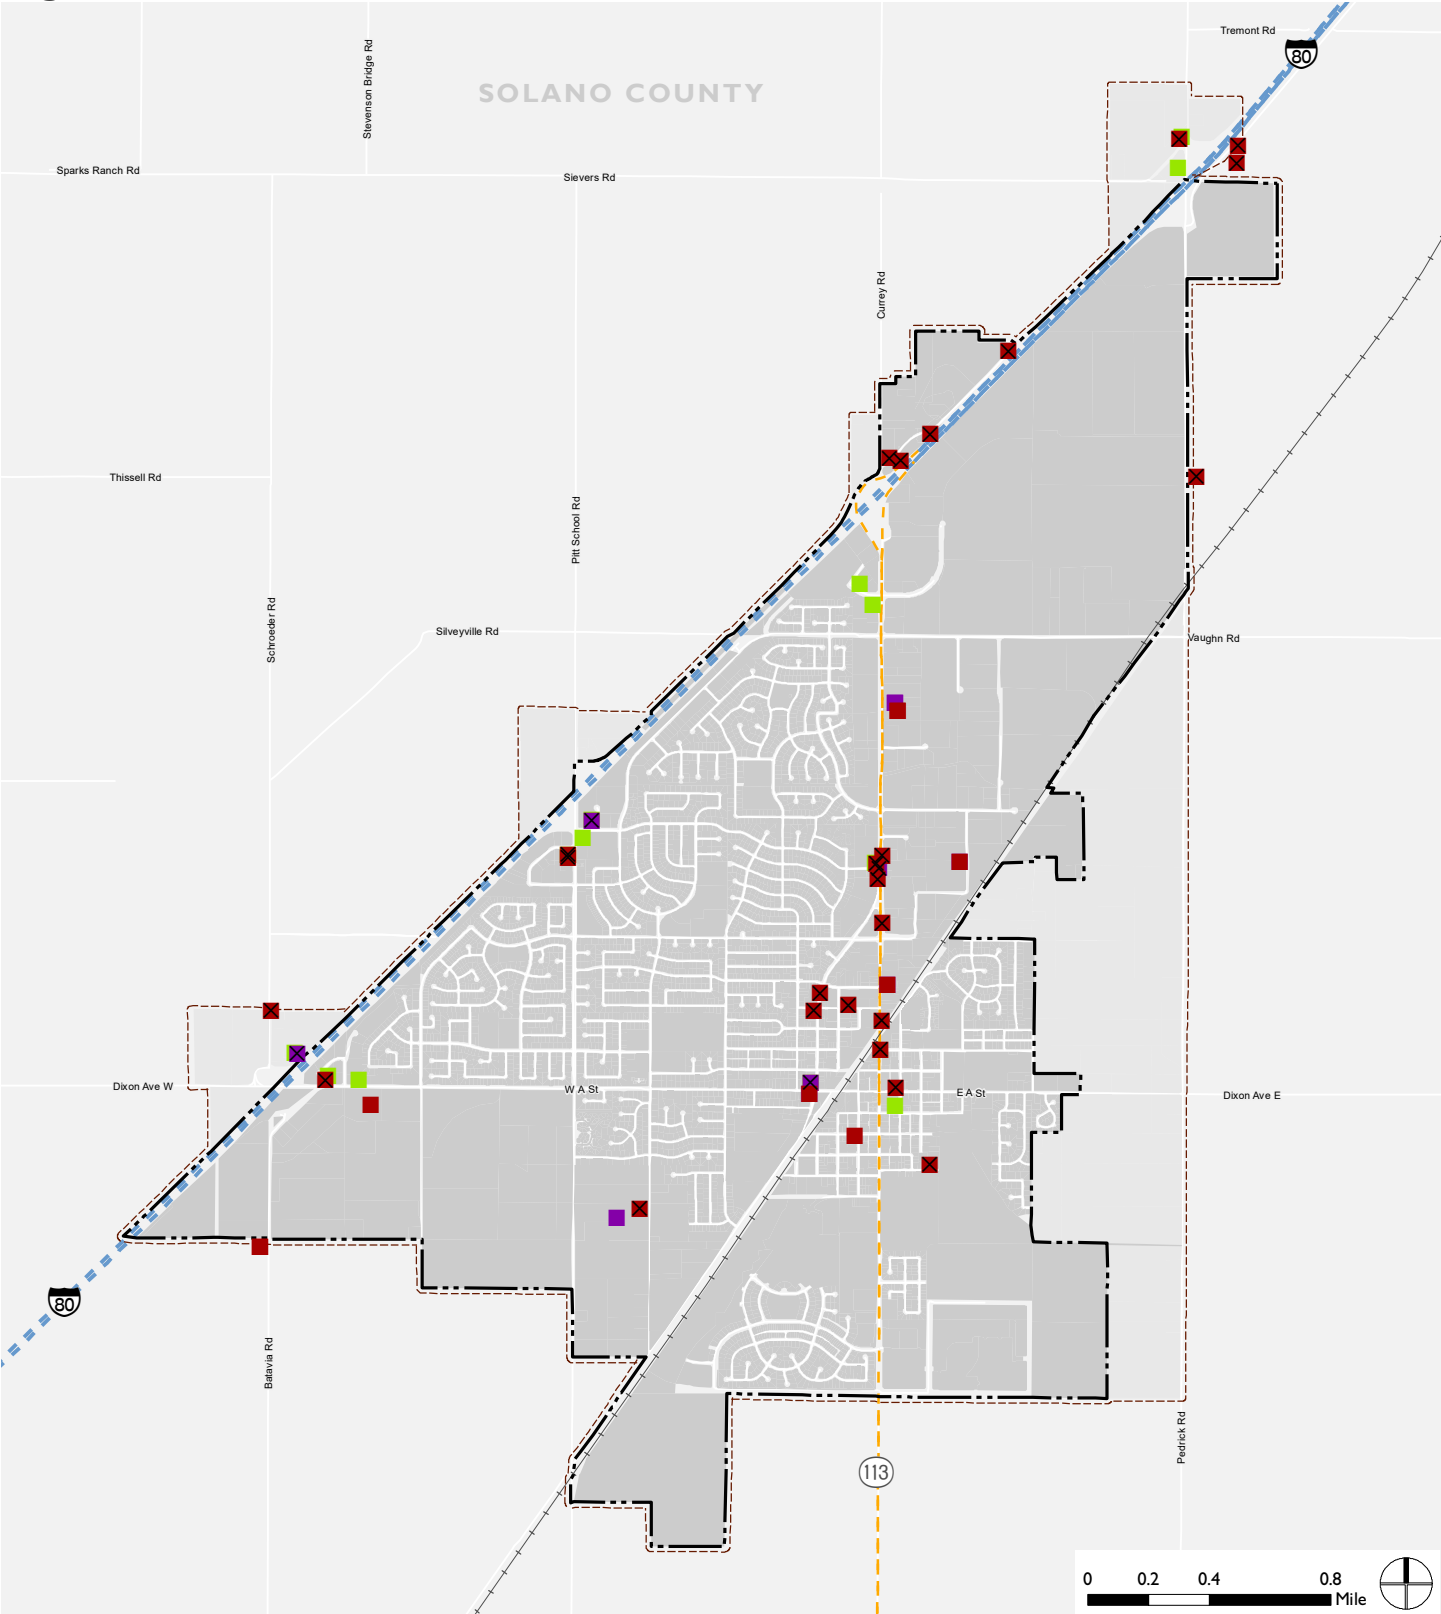 Tremont Rd
80
Stevenson Bridge Rd
SOLANO COUNTY
Sparks Ranch Rd
Sievers Rd
Currey Rd
Thissell Rd
Pitt School Rd
Schroeder Rd
Silveyville Rd
Vaughn Rd
Dixon Ave W
W A St
E A St
Dixon Ave E
80
Batavia Rd
Pedrick Rd
113
0 0.2 0.4 0.8
Mile